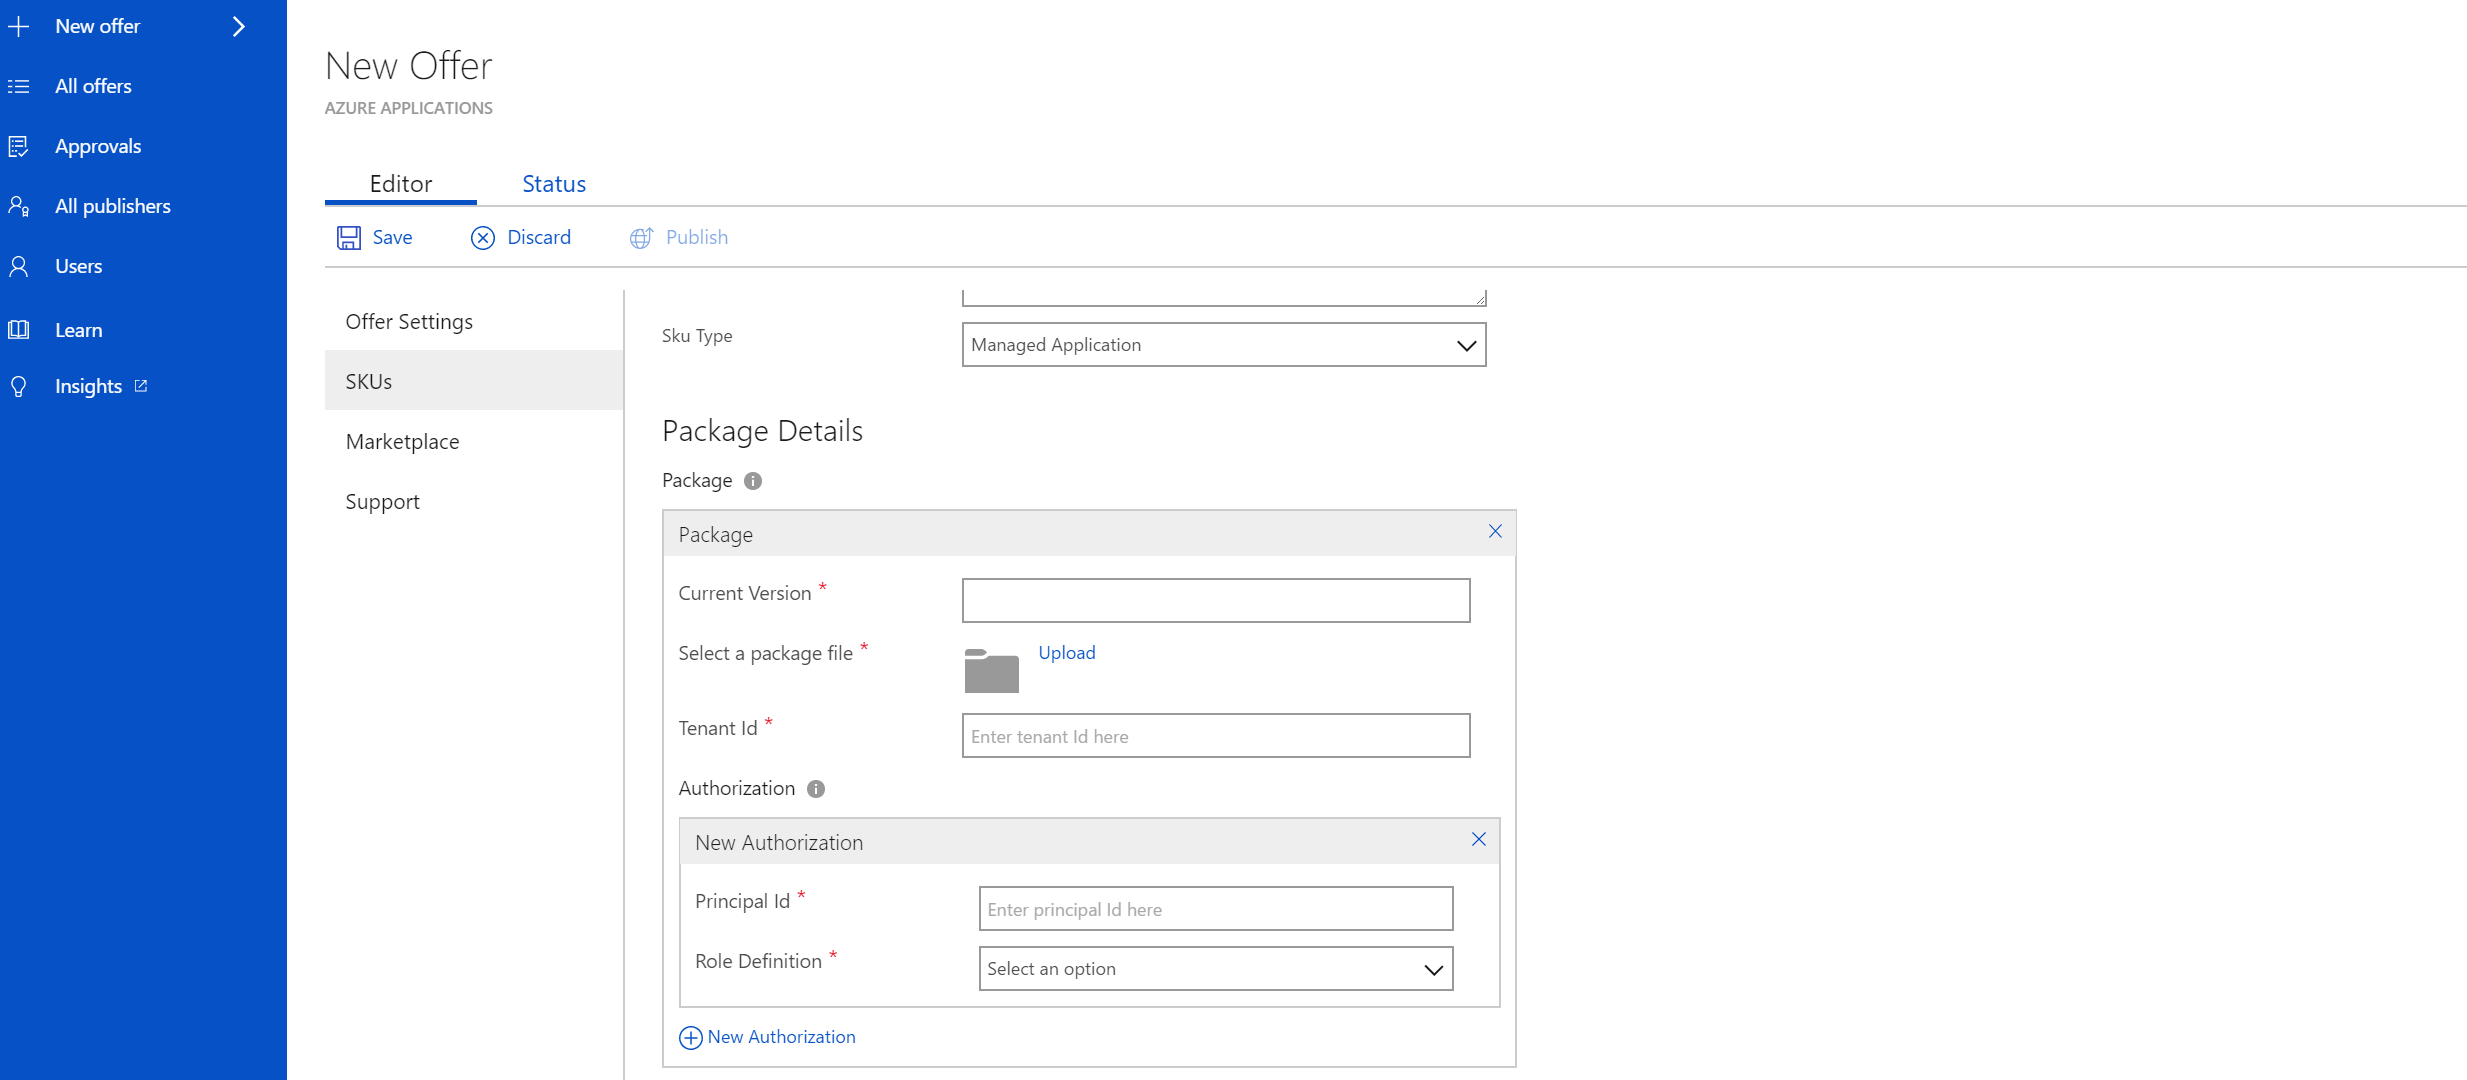 New offer
All offers
Approvals
All publishers
Users
Learn
Insights
New Offer
AZURE APPLICATIONS
Editor
Status
Save
Discard
Publish
Offer Settings
SKUs
Marketplace
Support
Sku Type
Managed Application
Package Details
Package
Package
Current Version *
Select a package file *
Upload
Tenant Id *
Enter tenant Id here
Authorization
New Authorization
Principal Id *
Enter principal Id here
Role Definition *
Select an option
New Authorization